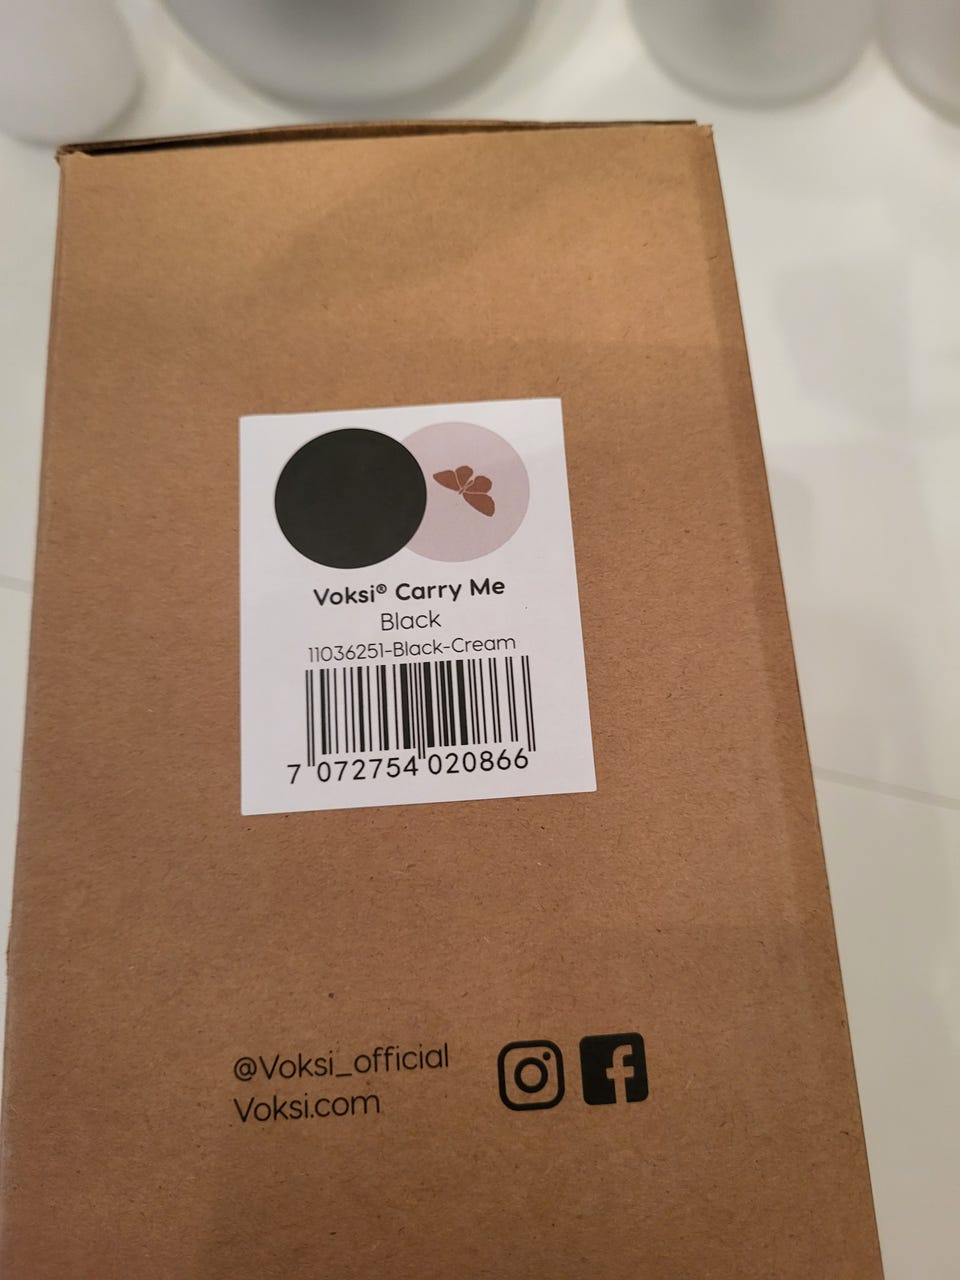 Voksi® Carry Me
Black
11036251-Black-Cream
7 072754 020866
@Voksi_official
Voksi.com